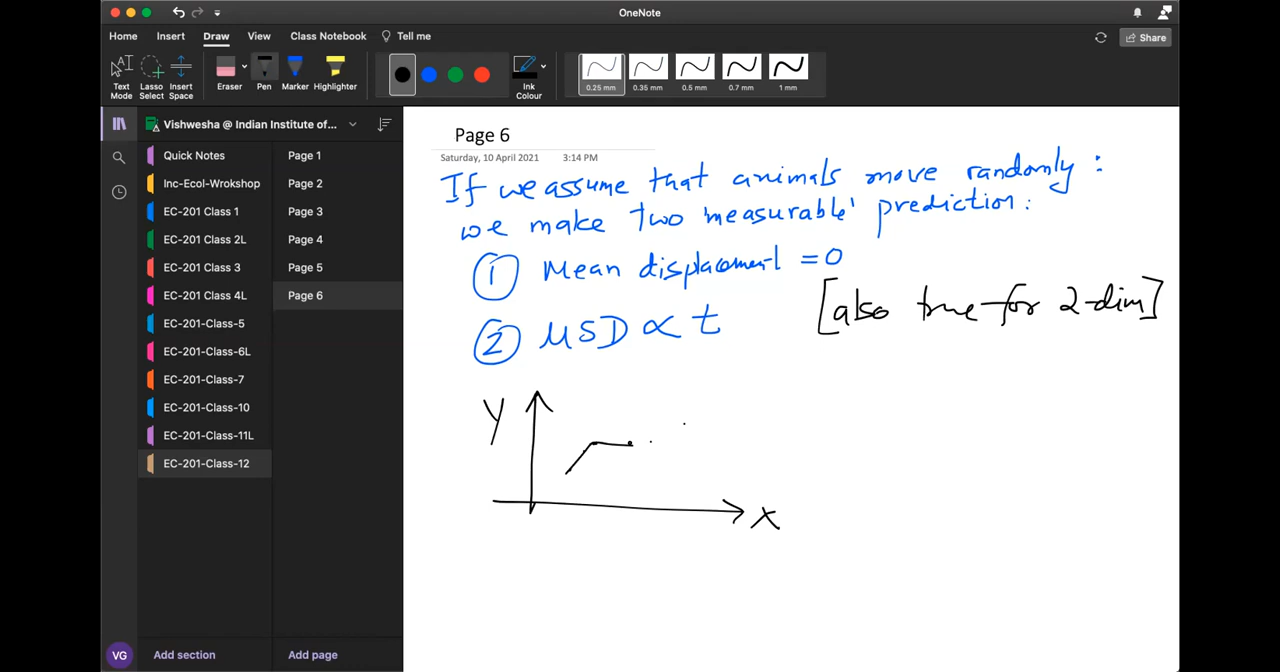 OneNote
Home Insert Draw View Class Notebook Tell me
Share
Text Mode
Lasso Select
Insert Space
Eraser
Pen
Marker
Highlighter
Ink Colour
0.25 mm
0.35 mm
0.5 mm
0.7 mm
1 mm
Vishwesha @ Indian Institute of...
Quick Notes
Inc-Ecol-Wrokshop
EC-201 Class 1
EC-201 Class 2L
EC-201 Class 3
EC-201 Class 4L
EC-201-Class-5
EC-201-Class-6L
EC-201-Class-7
EC-201-Class-10
EC-201-Class-11L
EC-201-Class-12
Page 1
Page 2
Page 3
Page 4
Page 5
Page 6
VG
Add section
Add page
Page 6
Saturday, 10 April 2021 3:14 PM
If we assume that animals move randomly :
we make two 'measurable' prediction:
① Mean displacement = 0
[also true for 2-dim]
② MSD ∝ t
Y
X